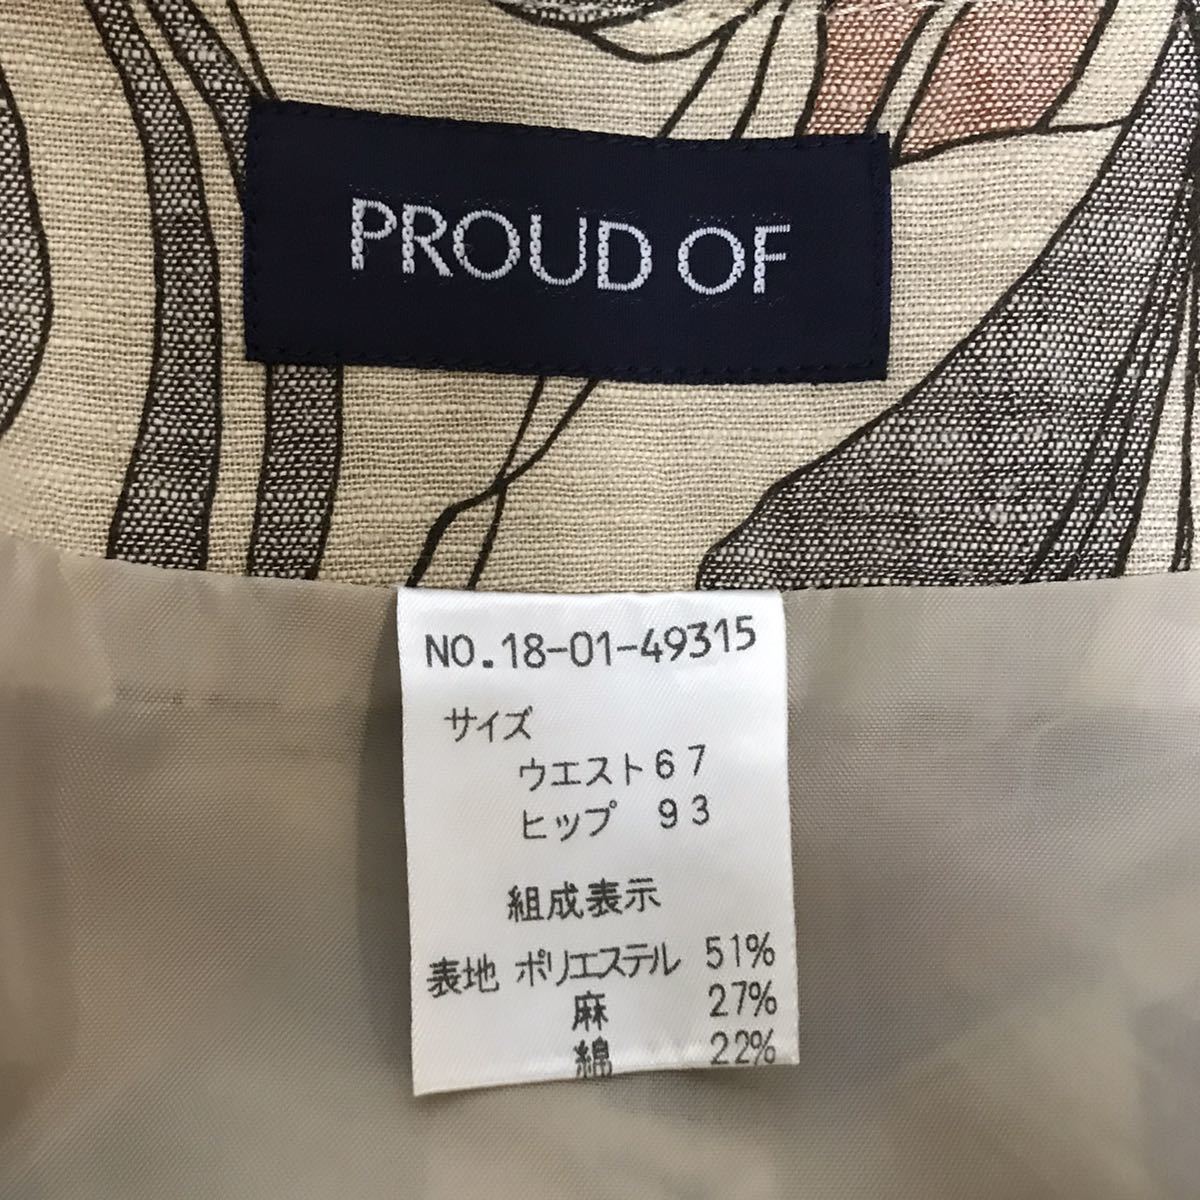 PROUD OF
NO.18-01-49315
サイズ
ウエスト67
ヒップ 93
組成表示
表地 ポリエステル 51%
麻 27%
綿 22%